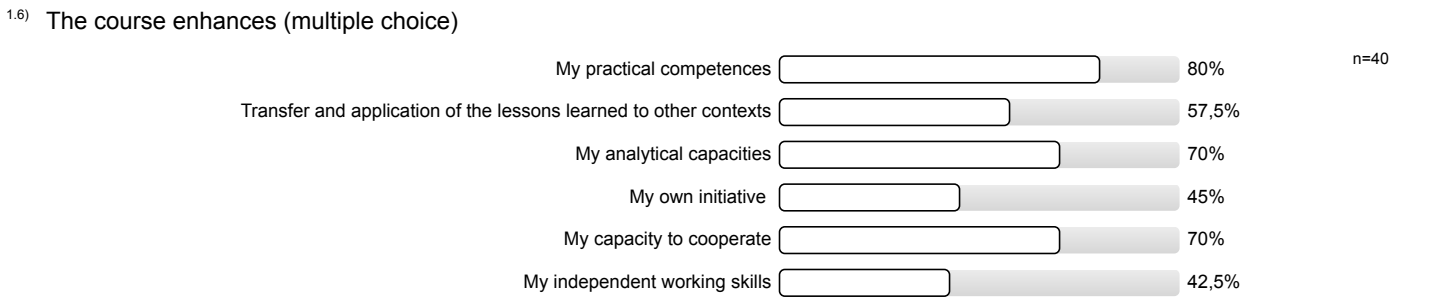 1.6) The course enhances (multiple choice)
n=40
My practical competences 80%
Transfer and application of the lessons learned to other contexts 57,5%
My analytical capacities 70%
My own initiative 45%
My capacity to cooperate 70%
My independent working skills 42,5%